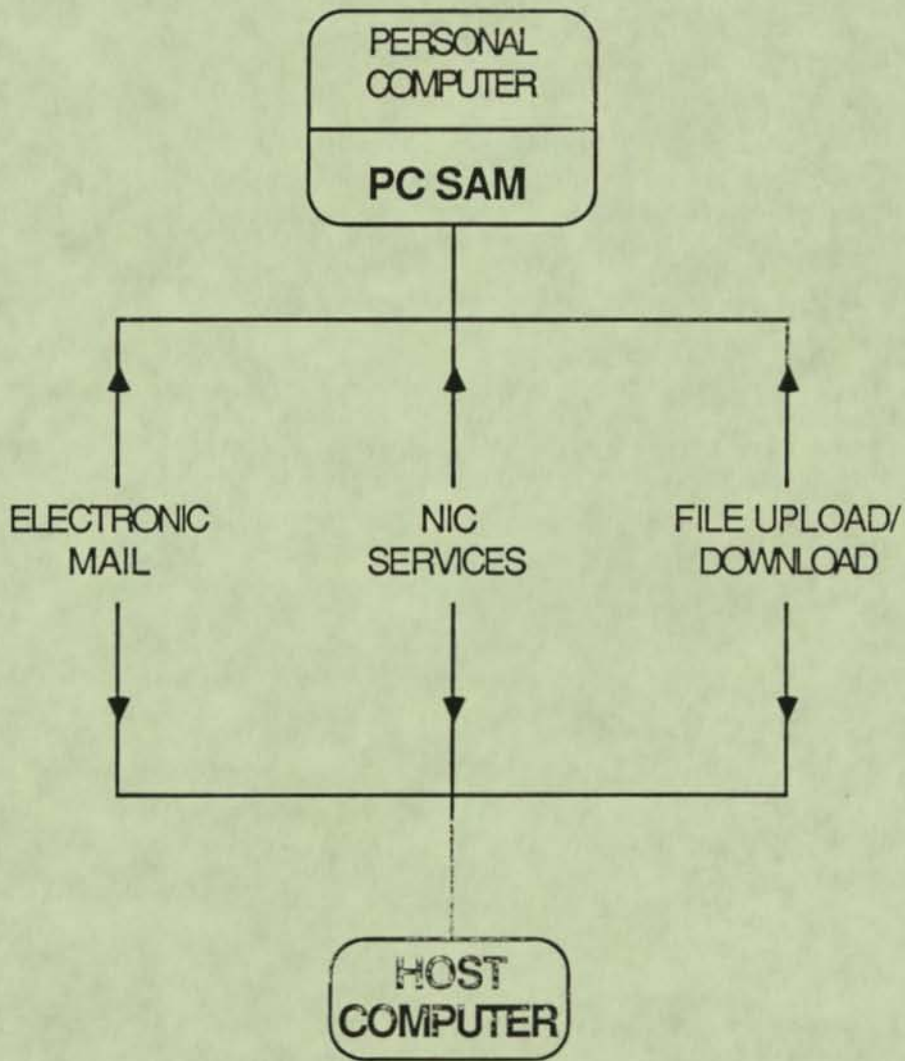 PERSONAL
COMPUTER
PC SAM
ELECTRONIC
MAIL
NIC
SERVICES
FILE UPLOAD/
DOWNLOAD
HOST
COMPUTER